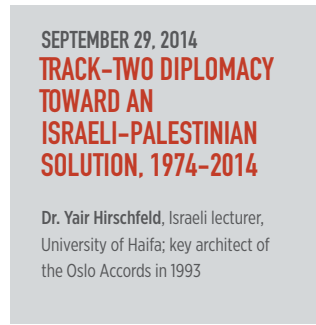 SEPTEMBER 29, 2014
TRACK-TWO DIPLOMACY
TOWARD AN
ISRAELI-PALESTINIAN
SOLUTION, 1974-2014
Dr. Yair Hirschfeld, Israeli lecturer,
University of Haifa; key architect of
the Oslo Accords in 1993